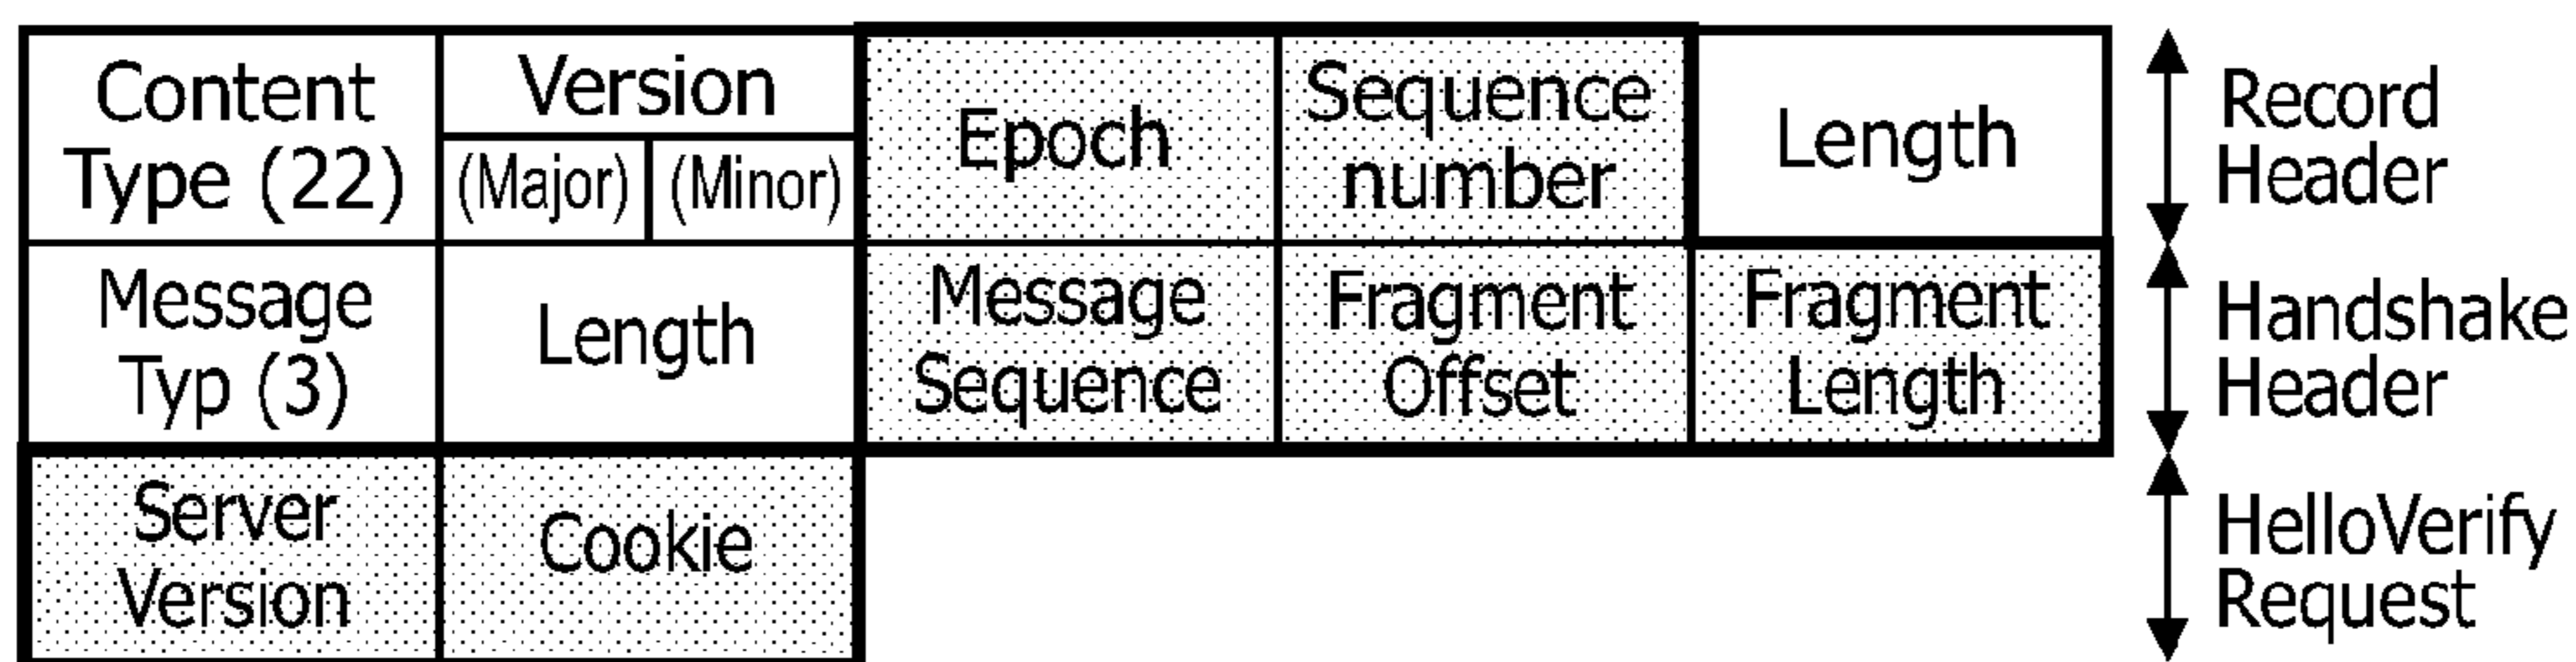 Content
Type (22)
Version
(Major)
(Minor)
Epoch
Sequence
number
Length
Record
Header
Message
Typ (3)
Length
Message
Sequence
Fragment
Offset
Fragment
Length
Handshake
Header
Server
Version
Cookie
HelloVerify
Request